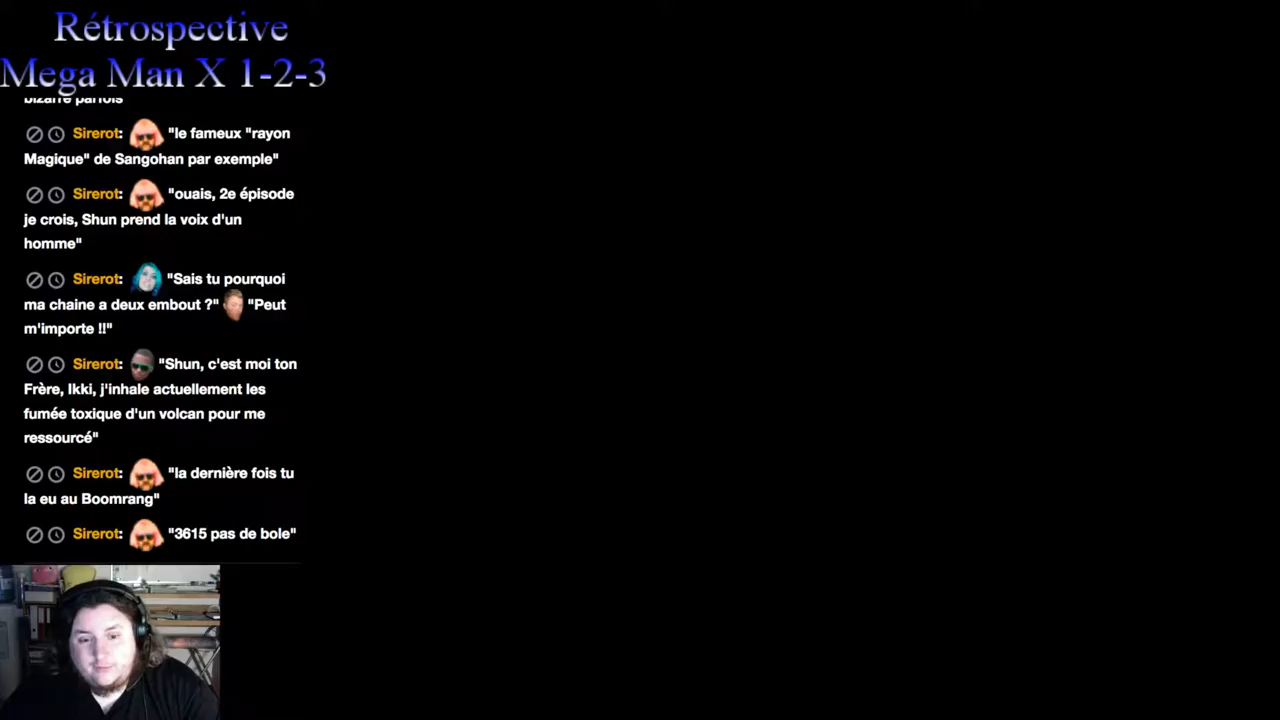 Rétrospective
Mega Man X 1-2-3
bizarre parfois
Sirerot: "le fameux "rayon
Magique" de Sangohan par exemple"
Sirerot: "ouais, 2e épisode
je crois, Shun prend la voix d'un
homme"
Sirerot: "Sais tu pourquoi
ma chaine a deux embout ?" "Peut
m'importe !!"
Sirerot: "Shun, c'est moi ton
Frère, Ikki, j'inhale actuellement les
fumée toxique d'un volcan pour me
ressourcé"
Sirerot: "la dernière fois tu
la eu au Boomrang"
Sirerot: "3615 pas de bole"